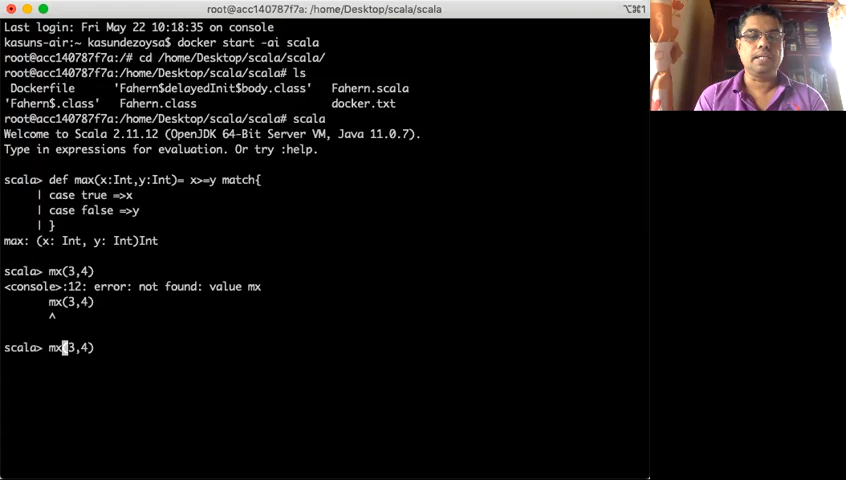 root@acc140787f7a: /home/Desktop/scala/scala
⌥⌘1
Last login: Fri May 22 10:18:35 on console
kasuns-air:~ kasundezoysa$ docker start -ai scala
root@acc140787f7a:/# cd /home/Desktop/scala/scala/
root@acc140787f7a:/home/Desktop/scala/scala# ls
 Dockerfile      'Fahern$delayedInit$body.class'   Fahern.scala
'Fahern$.class'   Fahern.class                     docker.txt
root@acc140787f7a:/home/Desktop/scala/scala# scala
Welcome to Scala 2.11.12 (OpenJDK 64-Bit Server VM, Java 11.0.7).
Type in expressions for evaluation. Or try :help.
scala> def max(x:Int,y:Int)= x>=y match{
     | case true =>x
     | case false =>y
     | }
max: (x: Int, y: Int)Int
scala> mx(3,4)
<console>:12: error: not found: value mx
       mx(3,4)
       ^
scala> mx(3,4)